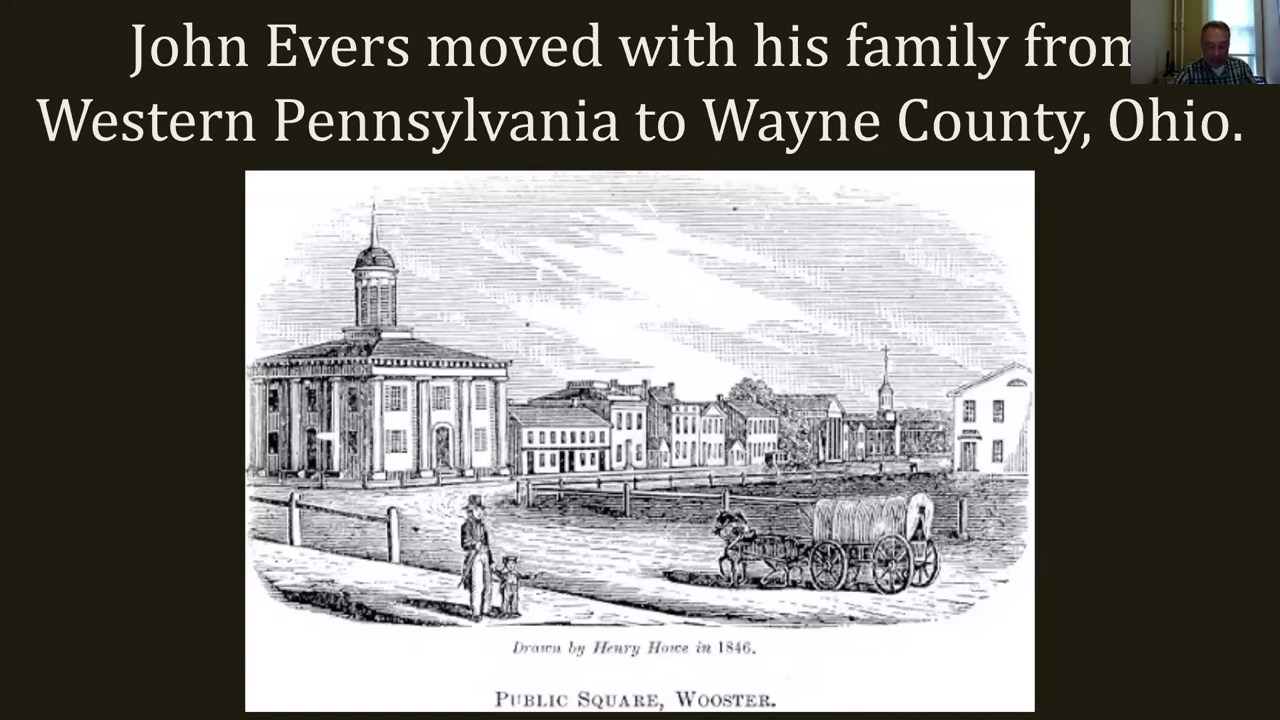 John Evers moved with his family from
Western Pennsylvania to Wayne County, Ohio.
Drawn by Henry Howe in 1846.
PUBLIC SQUARE, WOOSTER.